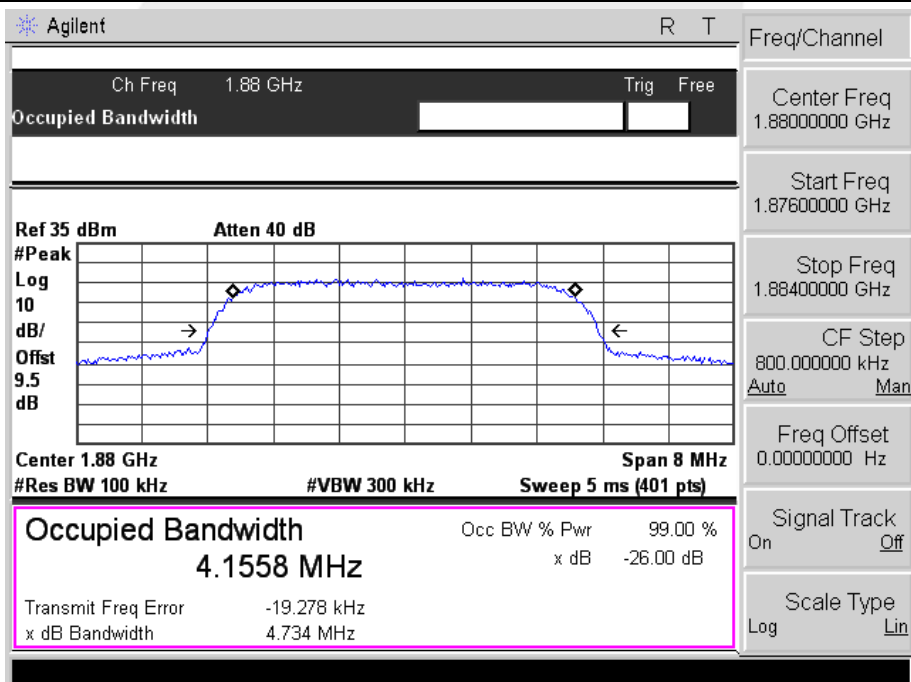 Agilent R T
Ch Freq 1.88 GHz Trig Free
Occupied Bandwidth
Ref 35 dBm Atten 40 dB
#Peak
Log
10
dB/
Offst
9.5
dB
Center 1.88 GHz Span 8 MHz
#Res BW 100 kHz #VBW 300 kHz Sweep 5 ms (401 pts)
Occupied Bandwidth
4.1558 MHz
Occ BW % Pwr 99.00 %
x dB -26.00 dB
Transmit Freq Error -19.278 kHz
x dB Bandwidth 4.734 MHz
Freq/Channel
Center Freq
1.88000000 GHz
Start Freq
1.87600000 GHz
Stop Freq
1.88400000 GHz
CF Step
800.000000 kHz
Auto Man
Freq Offset
0.00000000 Hz
Signal Track
On Off
Scale Type
Log Lin